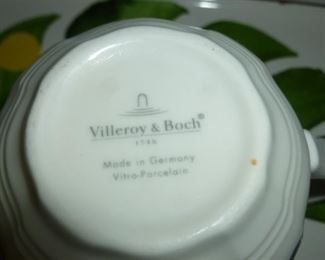 Villeroy & Boch®
1748
Made in Germany
Vitro-Porcelain